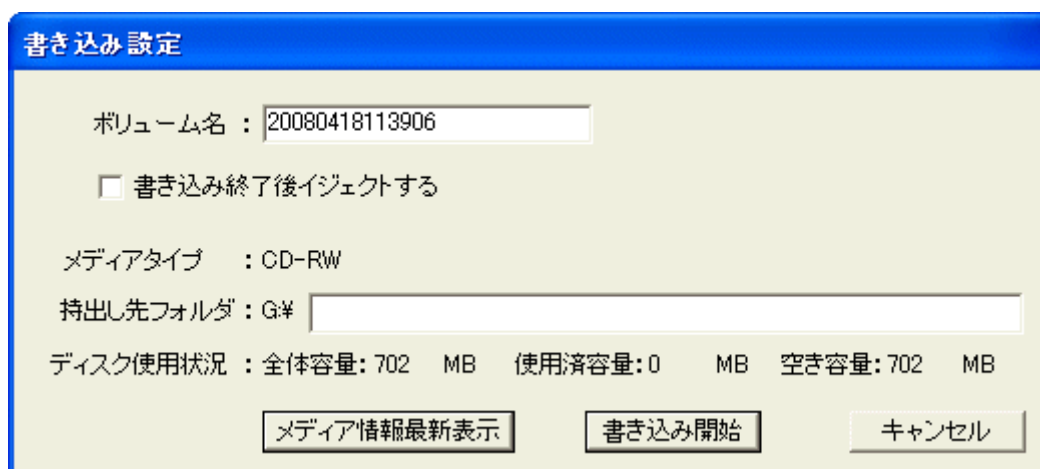 書き込み設定
ボリューム名 : 20080418113906
書き込み終了後イジェクトする
メディアタイプ : CD-RW
持出し先フォルダ : G:¥
ディスク使用状況 : 全体容量: 702 MB 使用済容量: 0 MB 空き容量: 702 MB
メディア情報最新表示 書き込み開始 キャンセル